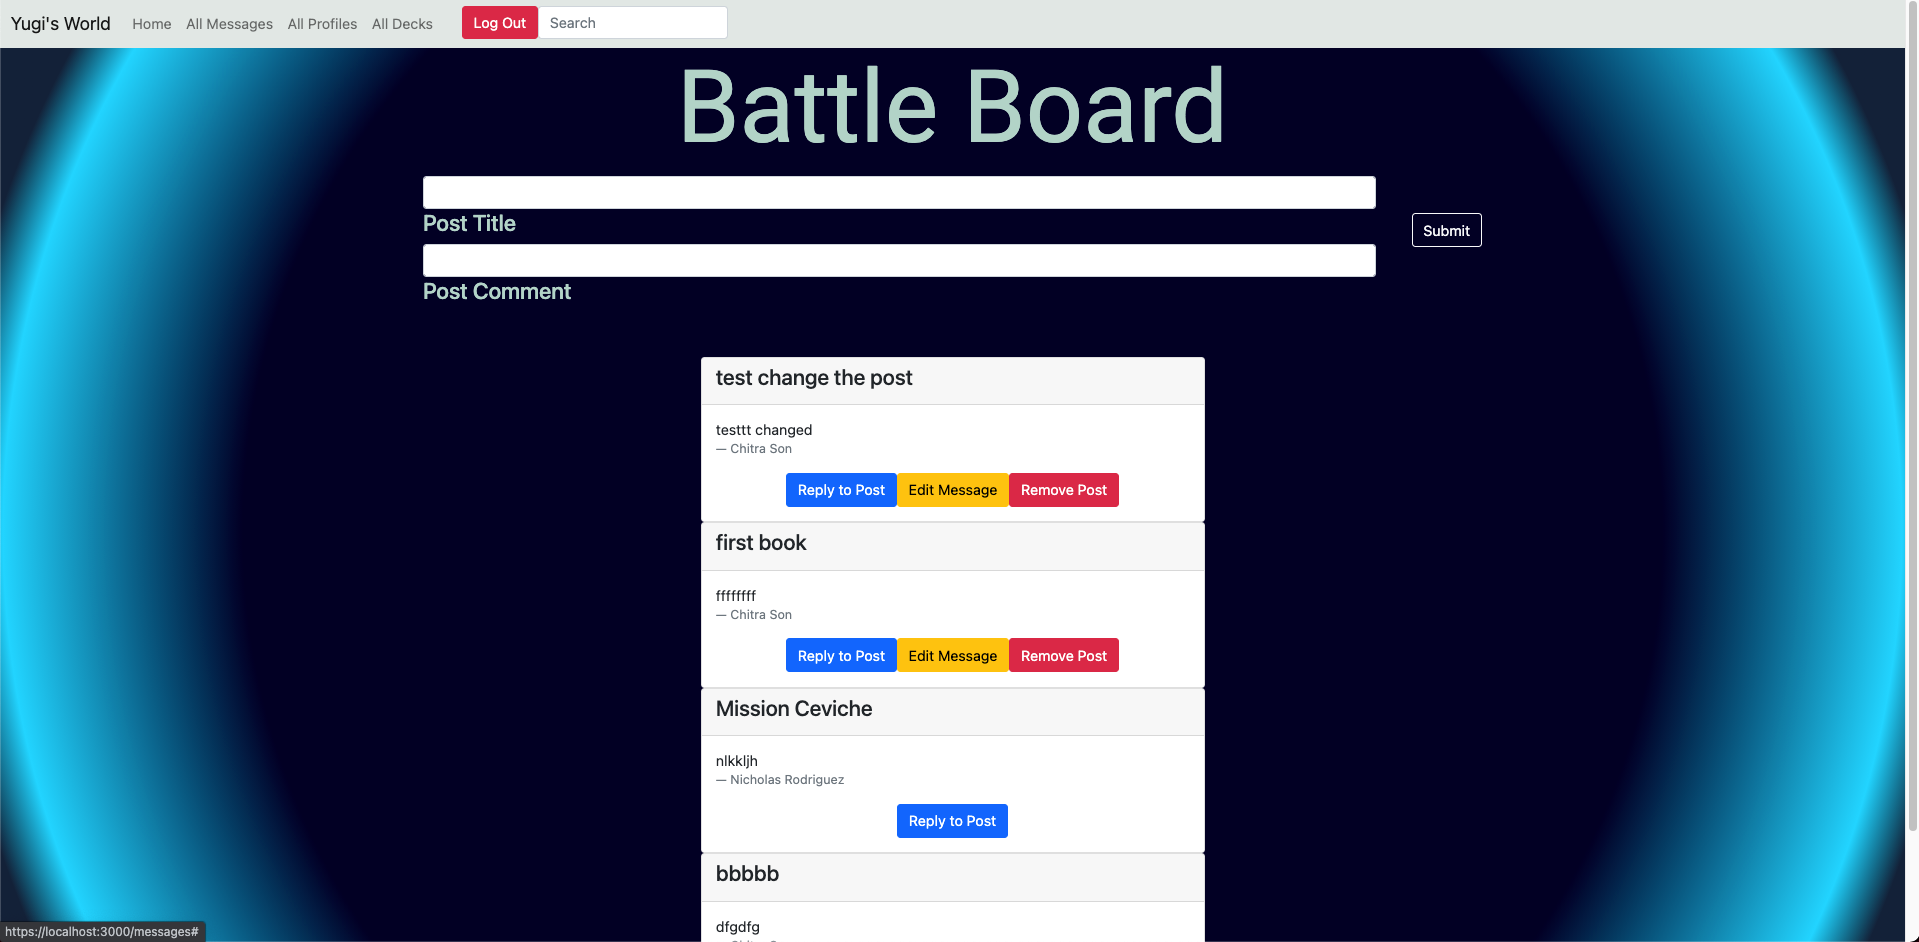 Yugi's World Home All Messages All Profiles All Decks Log Out Search
Battle Board
Post Title
Submit
Post Comment
test change the post
testtt changed
— Chitra Son
Reply to Post Edit Message Remove Post
first book
ffffffff
— Chitra Son
Reply to Post Edit Message Remove Post
Mission Ceviche
nlkkljh
— Nicholas Rodriguez
Reply to Post
bbbbb
dfgdfg
https://localhost:3000/messages#